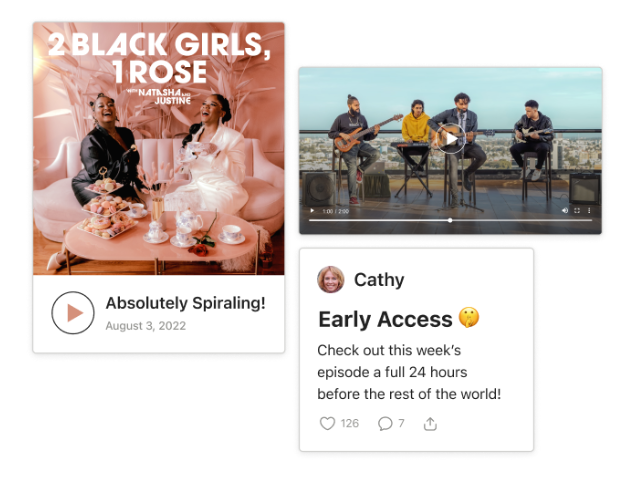 2 BLACK GIRLS,
1 ROSE
WITH NATASHA AND
JUSTINE
Absolutely Spiraling!
August 3, 2022
1:00 / 2:00
Cathy
Early Access 🤫
Check out this week’s
episode a full 24 hours
before the rest of the world!
126 7